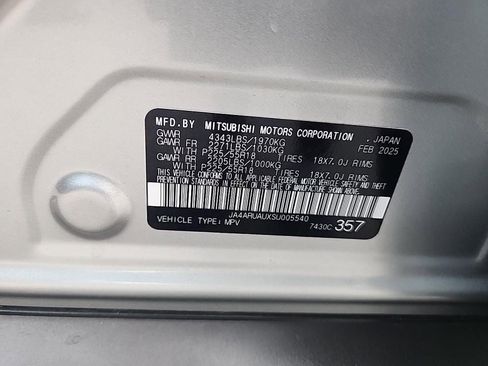 MFD.BY MITSUBISHI MOTORS CORPORATION , JAPAN
GVWR 4343LBS/1970KG FEB 2025
GAWR FR 2271LBS/1030KG
WITH P225/55R18 TIRES 18X7.0J RIMS
GAWR RR 2205LBS/1000KG
WITH P225/55R18 TIRES 18X7.0J RIMS
THIS VEHICLE CONFORMS TO ALL APPLICABLE
FEDERAL MOTOR VEHICLE SAFETY AND THEFT
PREVENTION STANDARDS IN EFFECT ON THE DATE
OF MANUFACTURE SHOWN ABOVE.
JA4ARUAUXSU005540
VEHICLE TYPE:MPV 7430C 357